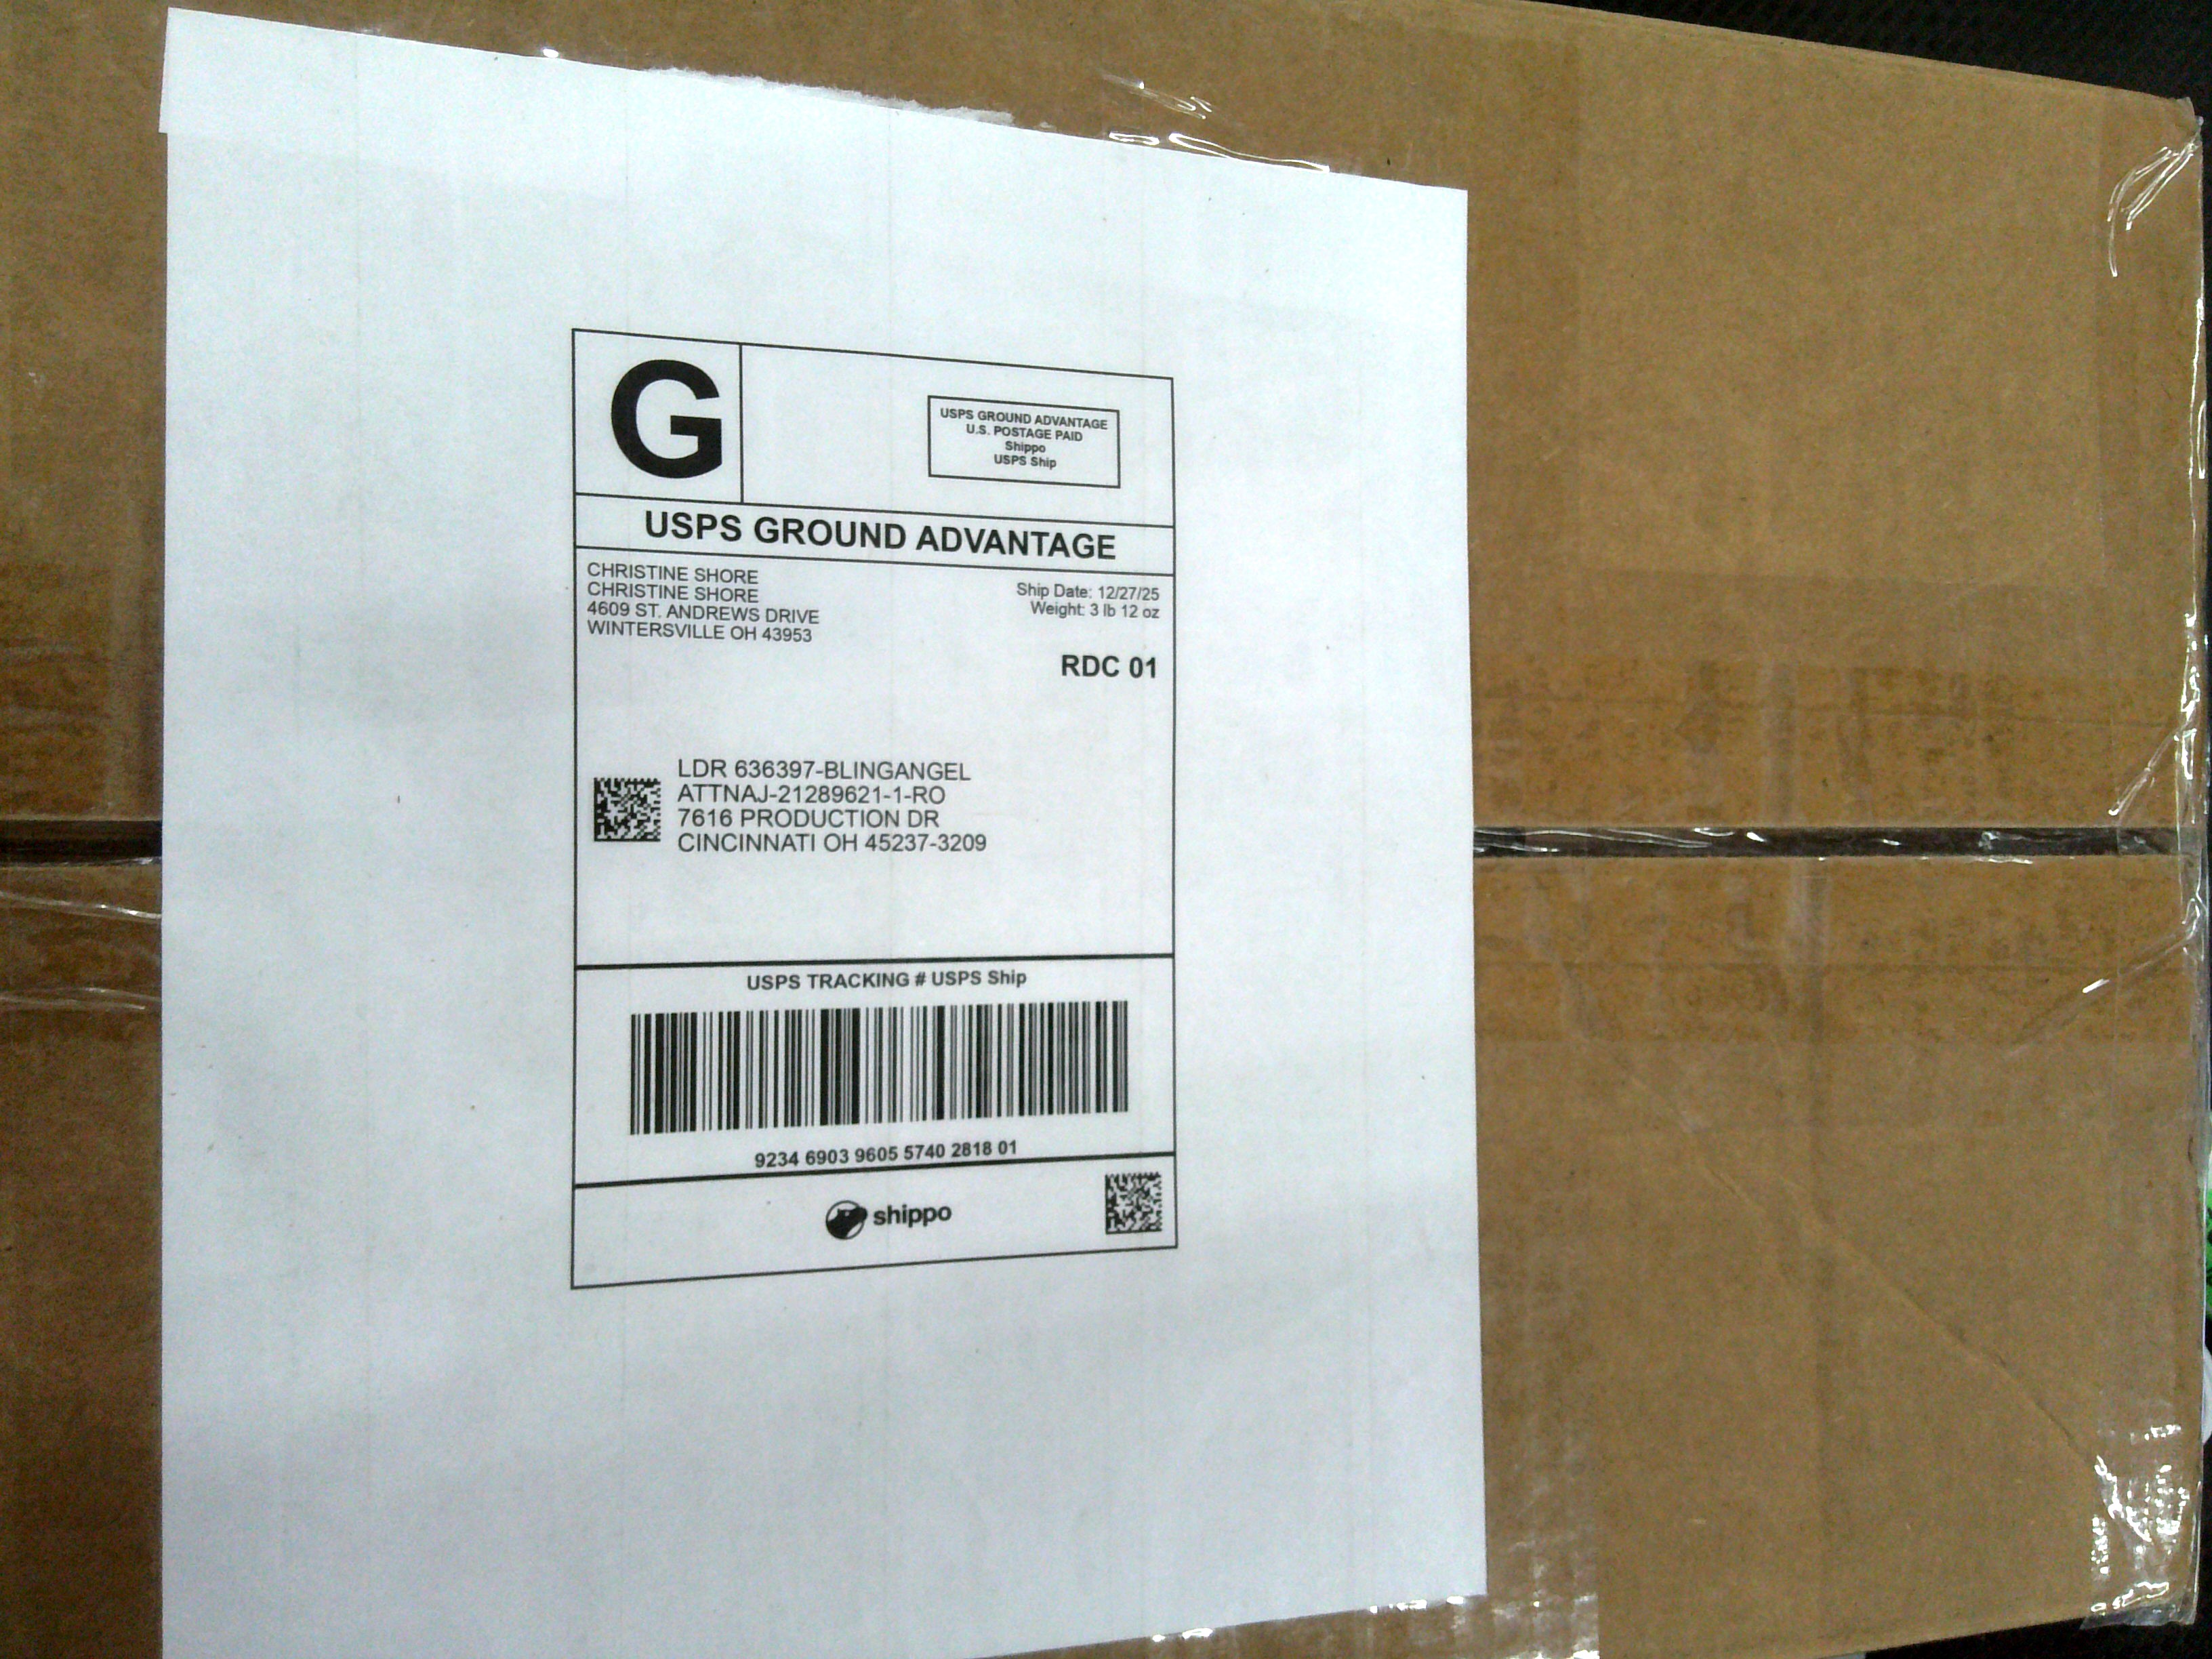 G
USPS GROUND ADVANTAGE
U.S. POSTAGE PAID
Shippo
USPS Ship
USPS GROUND ADVANTAGE
CHRISTINE SHORE
CHRISTINE SHORE
4609 ST. ANDREWS DRIVE
WINTERSVILLE OH 43953
Ship Date: 12/27/25
Weight: 3 lb 12 oz
RDC 01
LDR 636397-BLINGANGEL
ATTNAJ-21289621-1-RO
7616 PRODUCTION DR
CINCINNATI OH 45237-3209
USPS TRACKING # USPS Ship
9234 6903 9605 5740 2818 01
shippo